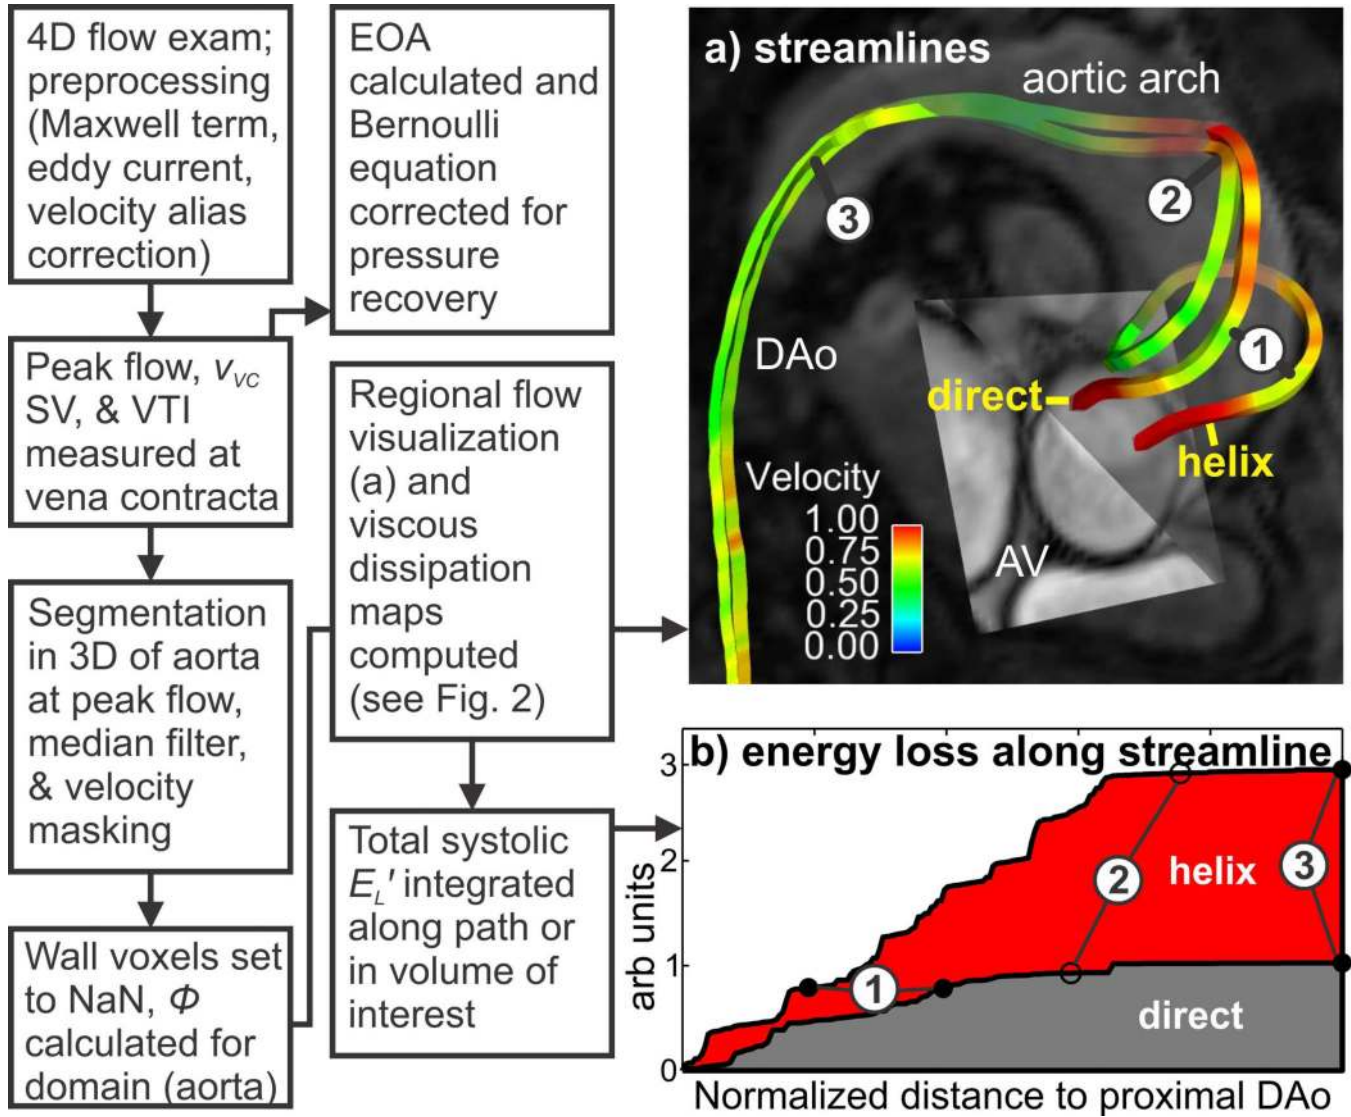 4D flow exam;
preprocessing
(Maxwell term,
eddy current,
velocity alias
correction)
Peak flow, vVC
SV, & VTI
measured at
vena contracta
Segmentation
in 3D of aorta
at peak flow,
median filter,
& velocity
masking
Wall voxels set
to NaN, Φ
calculated for
domain (aorta)
EOA
calculated and
Bernoulli
equation
corrected for
pressure
recovery
Regional flow
visualization
(a) and
viscous
dissipation
maps
computed
(see Fig. 2)
Total systolic
EL' integrated
along path or
in volume of
interest
a) streamlines
aortic arch
2
3
1
DAo
direct
helix
Velocity
1.00
0.75
0.50
0.25
0.00
AV
b) energy loss along streamline
3
2
1
0
arb units
helix
direct
1
2
3
Normalized distance to proximal DAo